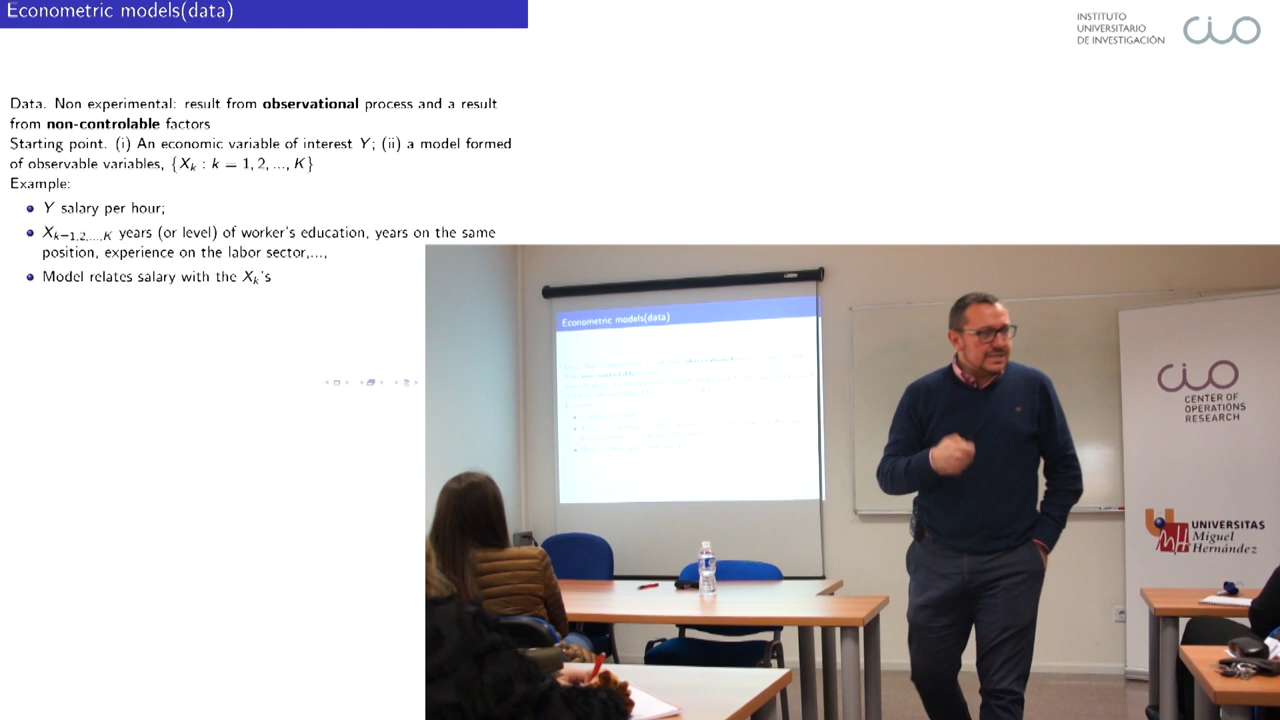 Econometric models(data)
INSTITUTO
UNIVERSITARIO
DE INVESTIGACIÓN
cio
Data. Non experimental: result from observational process and a result
from non-controlable factors
Starting point. (i) An economic variable of interest Y; (ii) a model formed
of observable variables, {X_k : k = 1, 2, ..., K}
Example:
Y salary per hour;
X_{k=1,2,...,K} years (or level) of worker's education, years on the same
position, experience on the labor sector,...,
Model relates salary with the X_k's
Econometric models(data)
cio
CENTER OF
OPERATIONS
RESEARCH
UNIVERSITAS
Miguel
Hernández